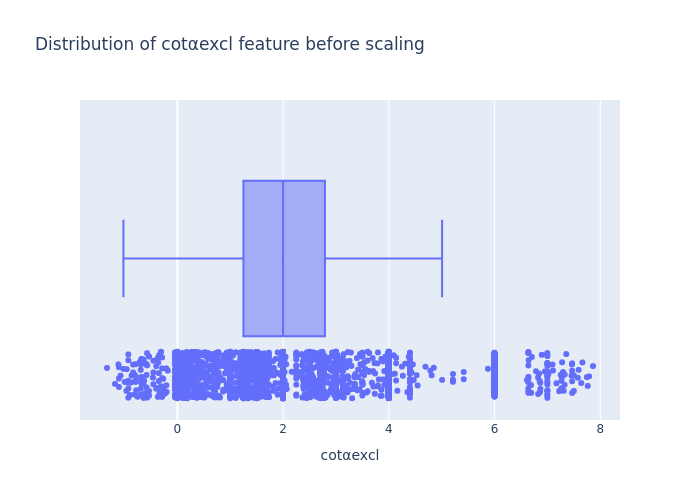 Distribution of cotαexcl feature before scaling
0 2 4 6 8
cotαexcl